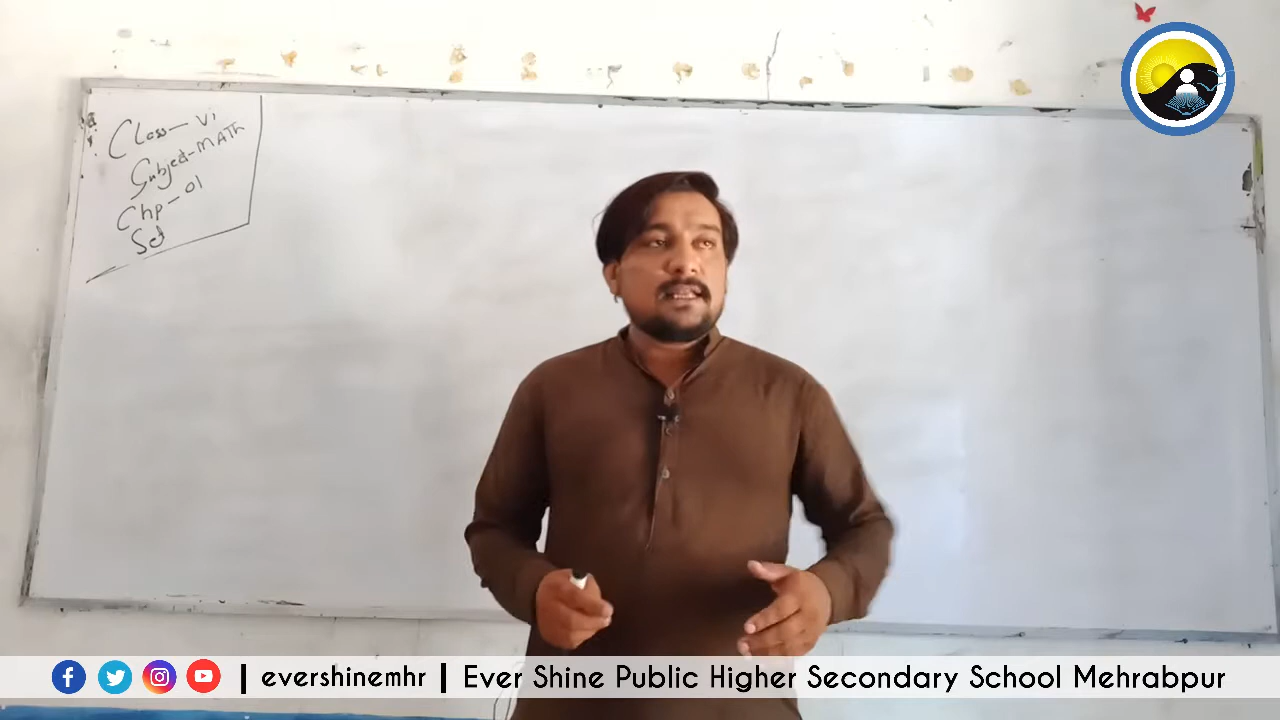 Class - Vi
Subject - MATh
Chp - 01
Set
| evershinemhr | Ever Shine Public Higher Secondary School Mehrabpur